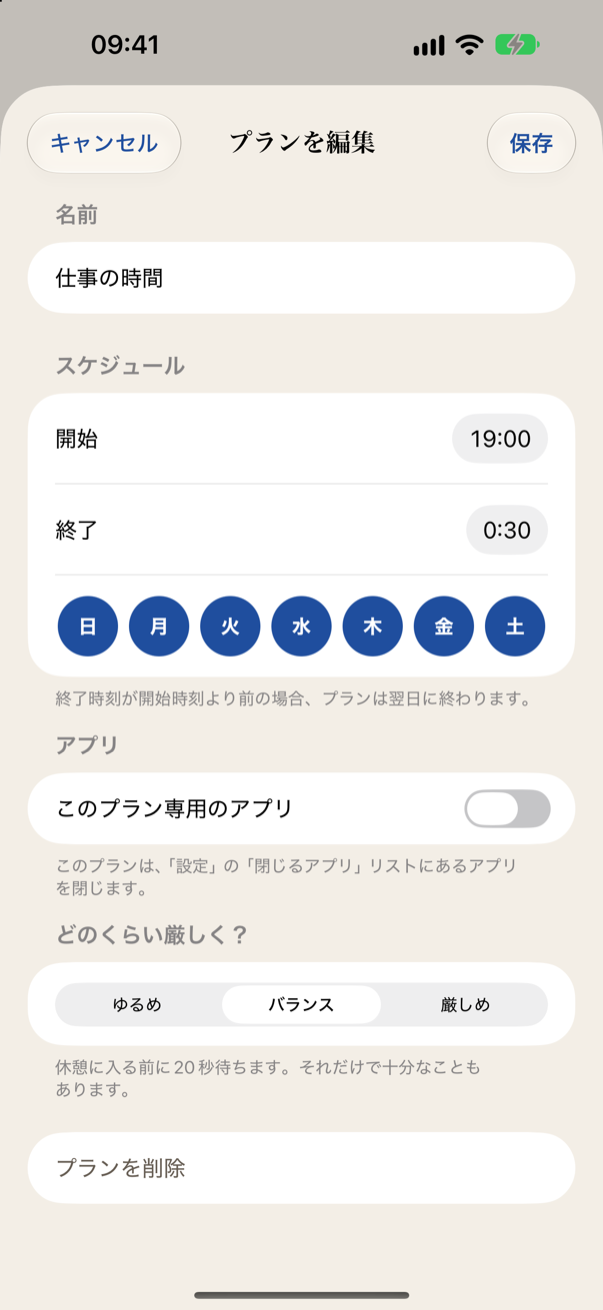 09:41
キャンセル
プランを編集
保存
名前
仕事の時間
スケジュール
開始
19:00
終了
0:30
日 月 火 水 木 金 土
終了時刻が開始時刻より前の場合、プランは翌日に終わります。
アプリ
このプラン専用のアプリ
このプランは、「設定」の「閉じるアプリ」リストにあるアプリ
を閉じます。
どのくらい厳しく？
ゆるめ
バランス
厳しめ
休憩に入る前に20秒待ちます。それだけで十分なことも
あります。
プランを削除